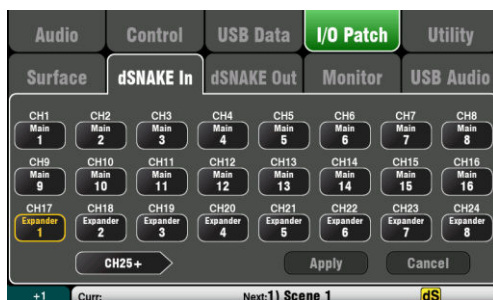 Audio Control USB Data I/O Patch Utility
Surface dSNAKE In dSNAKE Out Monitor USB Audio
CH1 CH2 CH3 CH4 CH5 CH6 CH7 CH8
Main Main Main Main Main Main Main Main
1 2 3 4 5 6 7 8
CH9 CH10 CH11 CH12 CH13 CH14 CH15 CH16
Main Main Main Main Main Main Main Main
9 10 11 12 13 14 15 16
CH17 CH18 CH19 CH20 CH21 CH22 CH23 CH24
Expander Expander Expander Expander Expander Expander Expander Expander
1 2 3 4 5 6 7 8
CH25+ Apply Cancel
+1 Curr: Next:1) Scene 1 dS